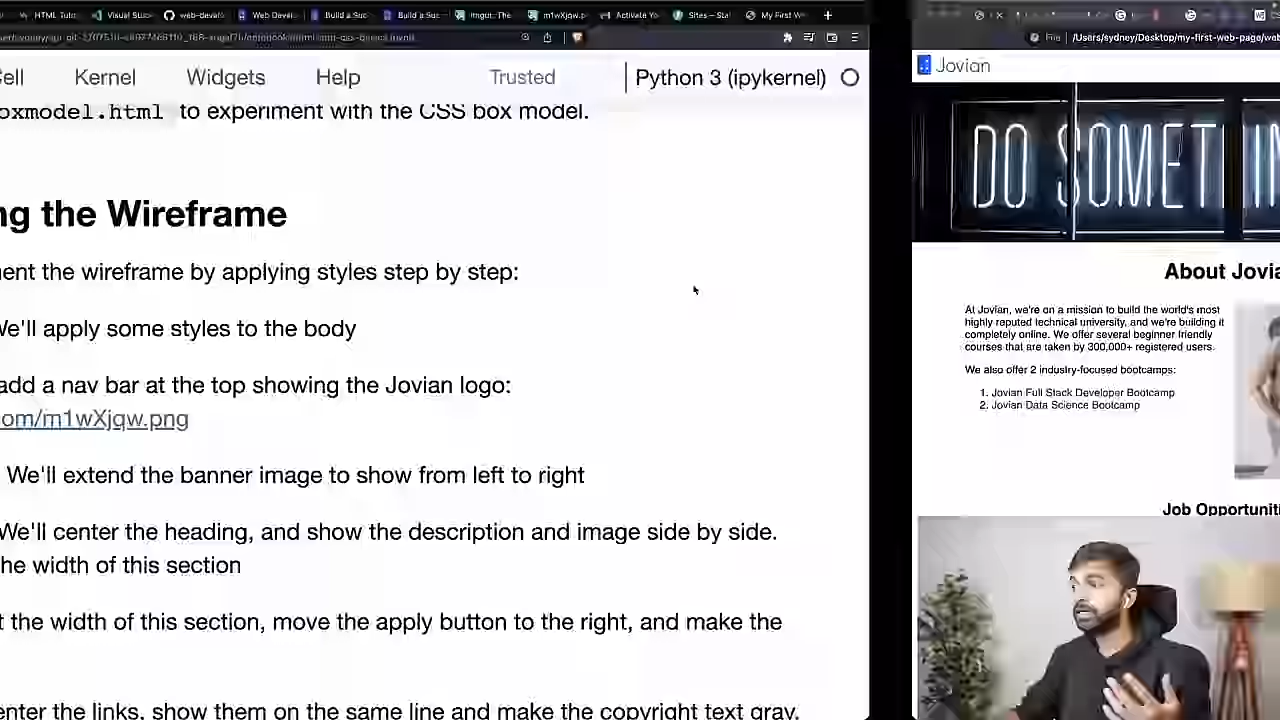 HTML Tuto
Visual Stu
web-devel
Web Devel
Build a Suc
Build a Suc
Imgur: The
m1wXjqw.p
Activate Yo
Sites – Sta
My First W
ell
Kernel
Widgets
Help
Trusted
Python 3 (ipykernel)
oxmodel.html to experiment with the CSS box model.
ng the Wireframe
ent the wireframe by applying styles step by step:
We'll apply some styles to the body
add a nav bar at the top showing the Jovian logo:
om/m1wXjqw.png
We'll extend the banner image to show from left to right
We'll center the heading, and show the description and image side by side.
he width of this section
t the width of this section, move the apply button to the right, and make the
enter the links, show them on the same line and make the copyright text gray.
File
/Users/sydney/Desktop/my-first-web-page/web
Jovian
DO SOMETHIN
About Jovia
At Jovian, we're on a mission to build the world's most
highly reputed technical university, and we're building it
completely online. We offer several beginner friendly
courses that are taken by 300,000+ registered users.
We also offer 2 industry-focused bootcamps:
1. Jovian Full Stack Developer Bootcamp
2. Jovian Data Science Bootcamp
Job Opportuniti